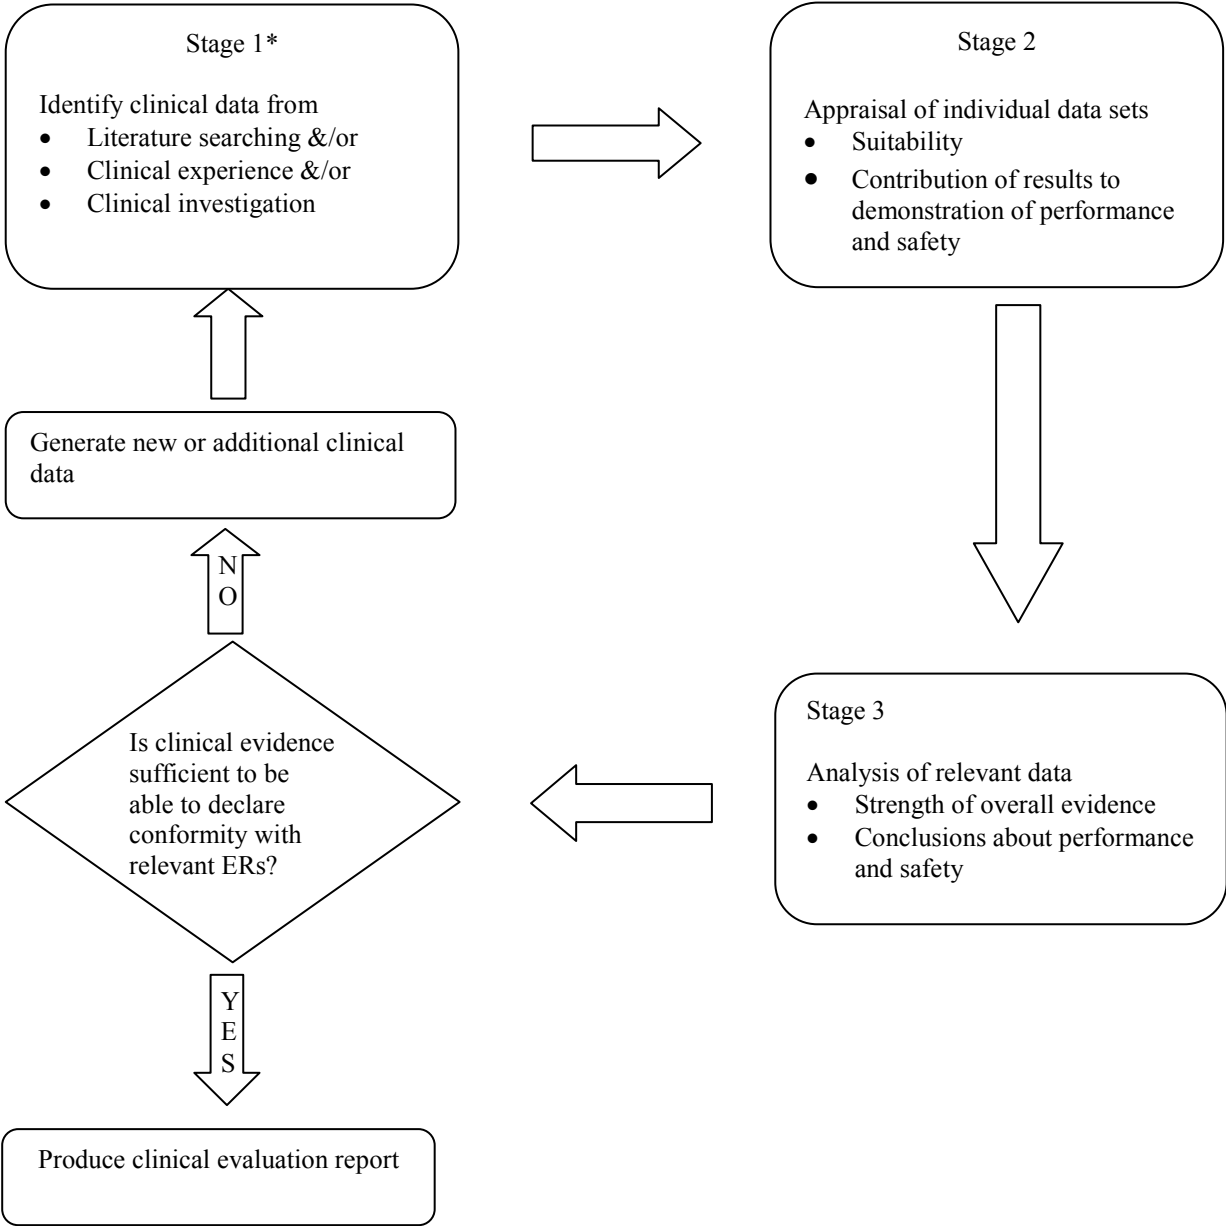 Stage 1*
Identify clinical data from
• Literature searching &/or
• Clinical experience &/or
• Clinical investigation
Stage 2
Appraisal of individual data sets
• Suitability
• Contribution of results to
demonstration of performance
and safety
Stage 3
Analysis of relevant data
• Strength of overall evidence
• Conclusions about performance
and safety
Is clinical evidence
sufficient to be
able to declare
conformity with
relevant ERs?
N
O
Generate new or additional clinical
data
Y
E
S
Produce clinical evaluation report